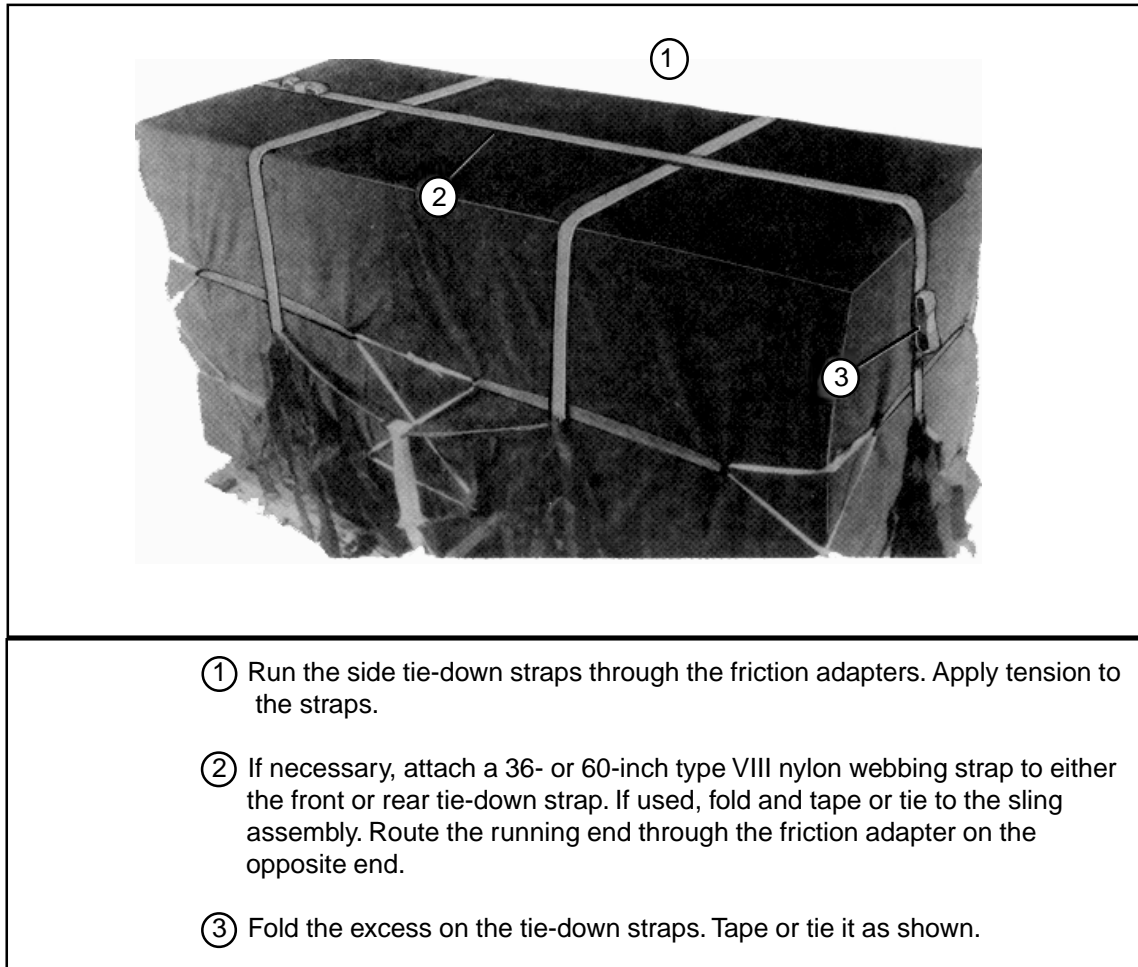 1
2
3
1 Run the side tie-down straps through the friction adapters. Apply tension to
the straps.
2 If necessary, attach a 36- or 60-inch type VIII nylon webbing strap to either
the front or rear tie-down strap. If used, fold and tape or tie to the sling
assembly. Route the running end through the friction adapter on the
opposite end.
3 Fold the excess on the tie-down straps. Tape or tie it as shown.